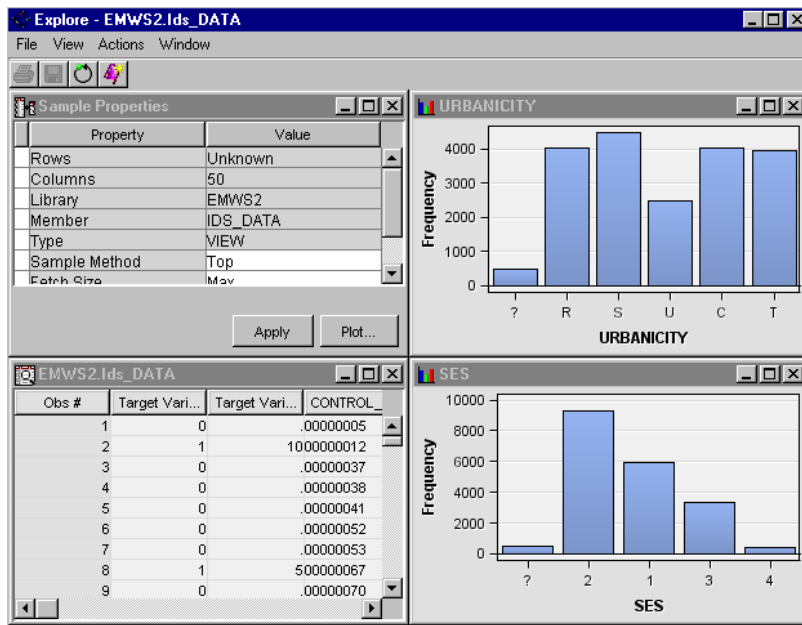 Explore - EMWS2.Ids_DATA
File View Actions Window
Sample Properties
Property Value
Rows Unknown
Columns 50
Library EMWS2
Member IDS_DATA
Type VIEW
Sample Method Top
Fetch Size Max
Apply Plot...
URBANICITY
Frequency
4000
3000
2000
1000
0
? R S U C T
URBANICITY
EMWS2.Ids_DATA
Obs # Target Vari... Target Vari... CONTROL_
1 0 .00000005
2 1 1000000012
3 0 .00000037
4 0 .00000038
5 0 .00000041
6 0 .00000052
7 0 .00000053
8 1 500000067
9 0 .00000070
SES
Frequency
10000
8000
6000
4000
2000
0
? 2 1 3 4
SES